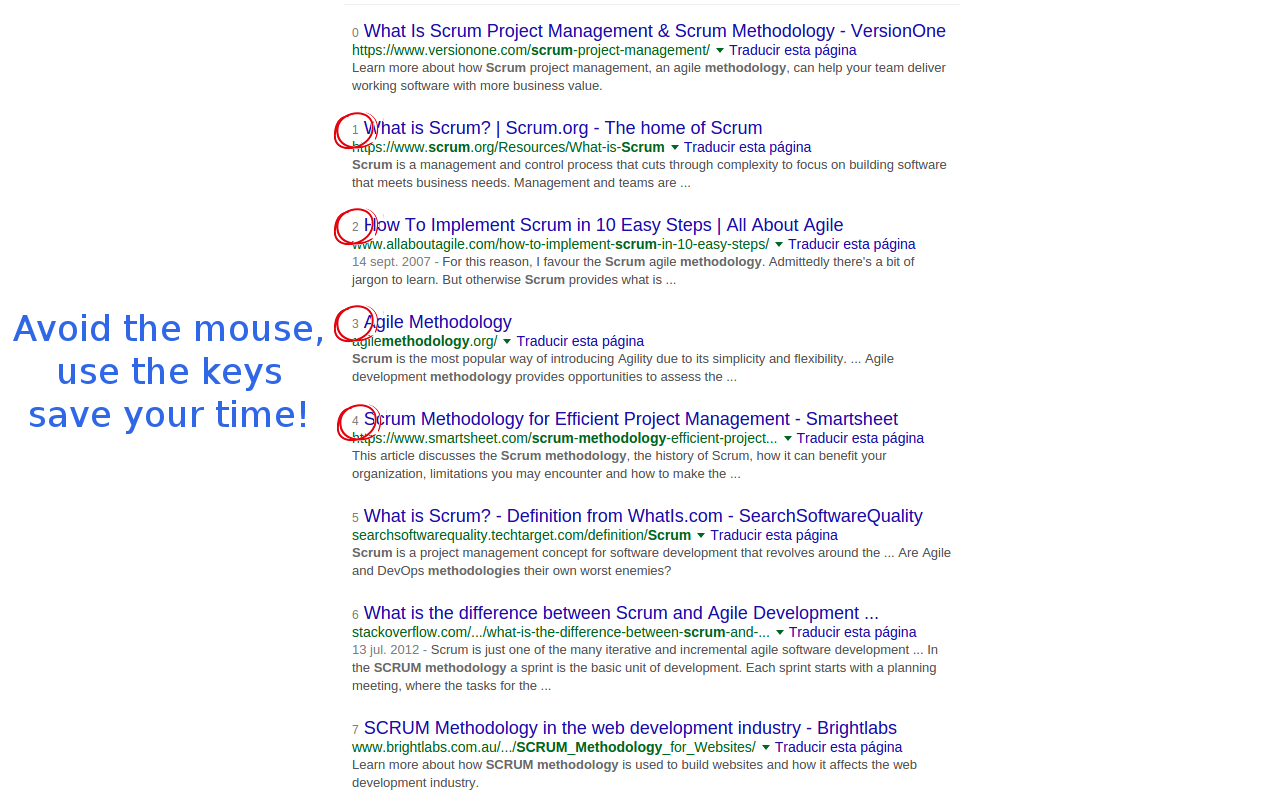 0 What Is Scrum Project Management & Scrum Methodology - VersionOne
https://www.versionone.com/scrum-project-management/ Traducir esta página
Learn more about how Scrum project management, an agile methodology, can help your team deliver
working software with more business value.
1 What is Scrum? | Scrum.org - The home of Scrum
https://www.scrum.org/Resources/What-is-Scrum Traducir esta página
Scrum is a management and control process that cuts through complexity to focus on building software
that meets business needs. Management and teams are ...
2 How To Implement Scrum in 10 Easy Steps | All About Agile
www.allaboutagile.com/how-to-implement-scrum-in-10-easy-steps/ Traducir esta página
14 sept. 2007 - For this reason, I favour the Scrum agile methodology. Admittedly there's a bit of
jargon to learn. But otherwise Scrum provides what is ...
Avoid the mouse,
use the keys
save your time!
3 Agile Methodology
agilemethodology.org/ Traducir esta página
Scrum is the most popular way of introducing Agility due to its simplicity and flexibility. ... Agile
development methodology provides opportunities to assess the ...
4 Scrum Methodology for Efficient Project Management - Smartsheet
https://www.smartsheet.com/scrum-methodology-efficient-project... Traducir esta página
This article discusses the Scrum methodology, the history of Scrum, how it can benefit your
organization, limitations you may encounter and how to make the ...
5 What is Scrum? - Definition from WhatIs.com - SearchSoftwareQuality
searchsoftwarequality.techtarget.com/definition/Scrum Traducir esta página
Scrum is a project management concept for software development that revolves around the ... Are Agile
and DevOps methodologies their own worst enemies?
6 What is the difference between Scrum and Agile Development ...
stackoverflow.com/.../what-is-the-difference-between-scrum-and-... Traducir esta página
13 jul. 2012 - Scrum is just one of the many iterative and incremental agile software development ... In
the SCRUM methodology a sprint is the basic unit of development. Each sprint starts with a planning
meeting, where the tasks for the ...
7 SCRUM Methodology in the web development industry - Brightlabs
www.brightlabs.com.au/.../SCRUM_Methodology_for_Websites/ Traducir esta página
Learn more about how SCRUM methodology is used to build websites and how it affects the web
development industry.